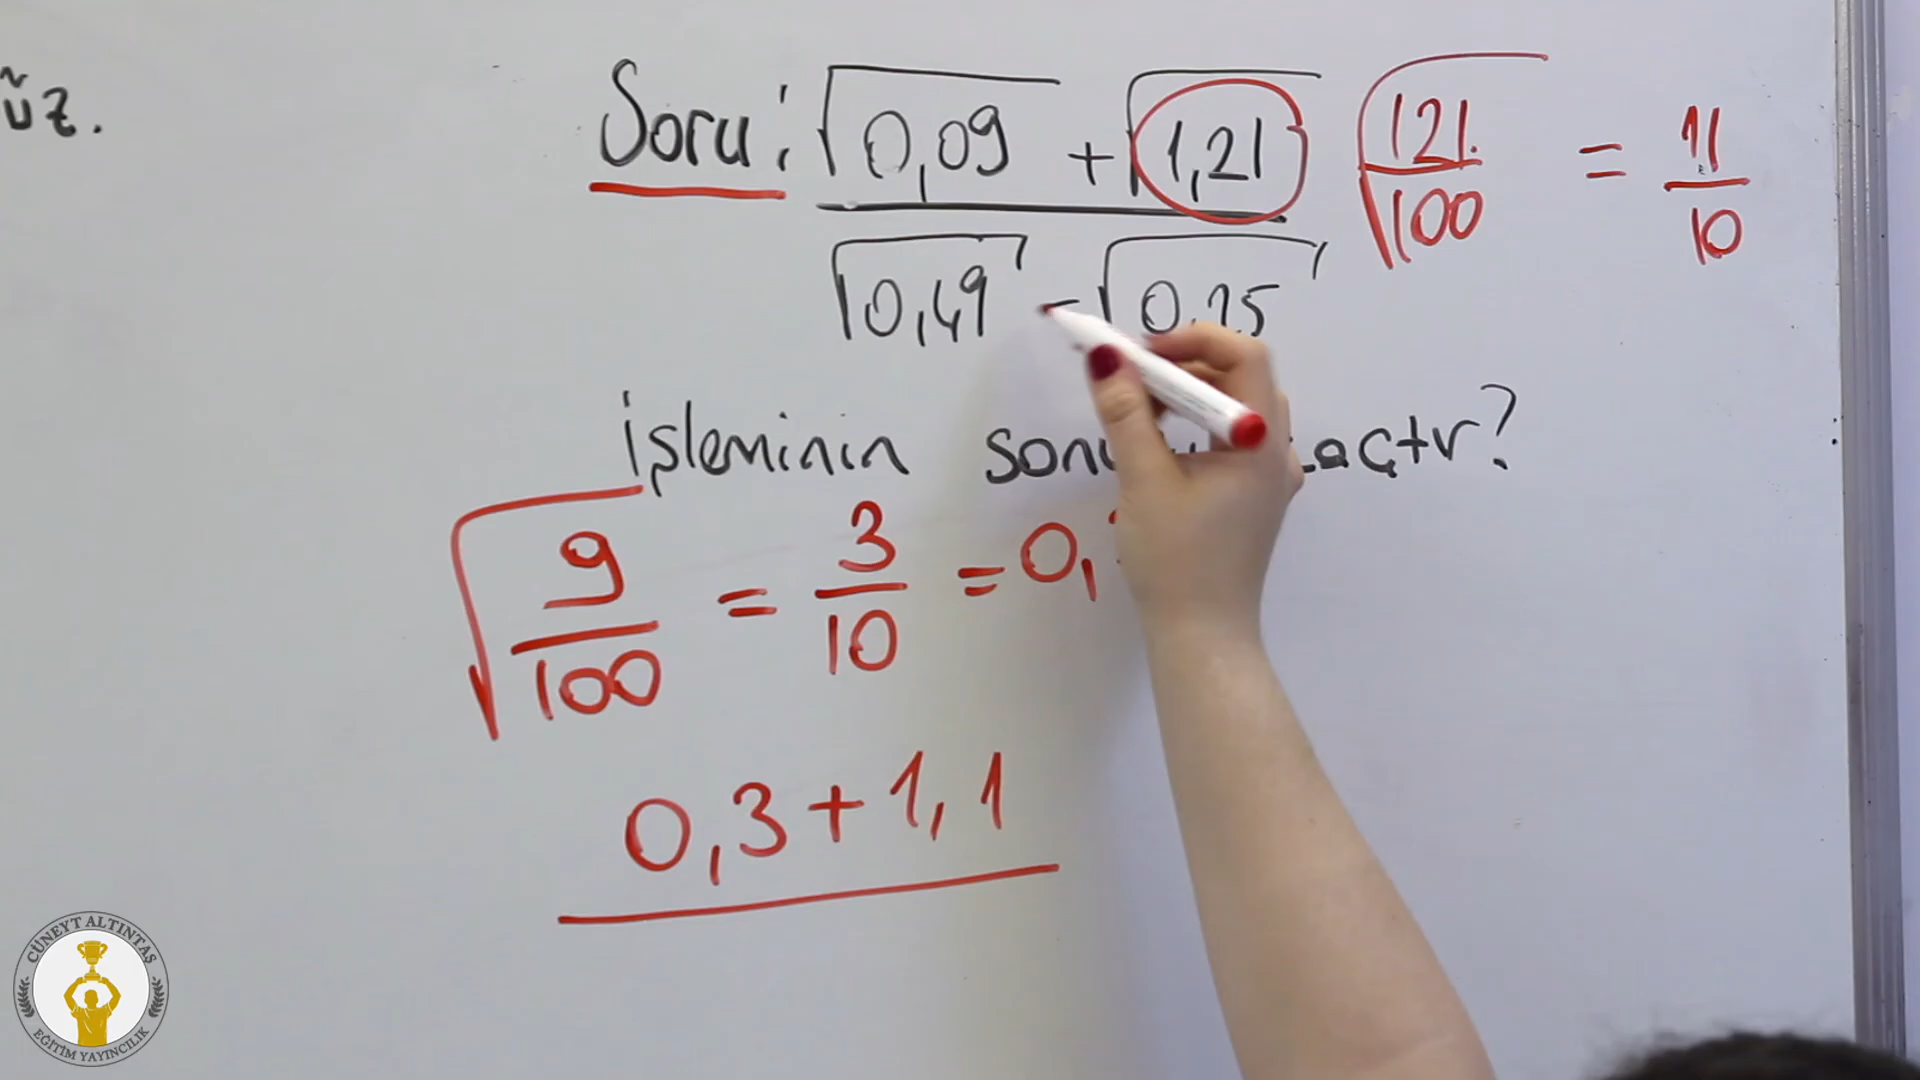 üz.
Soru: √0,09 + √1,21 √121/100 = 11/10
√0,49 - √0,25
işleminin kaçtır?
√9/100 = 3/10 = 0,
0,3 + 1,1
CÜNEYT ALTINTAŞ
EĞİTİM YAYINCILIK